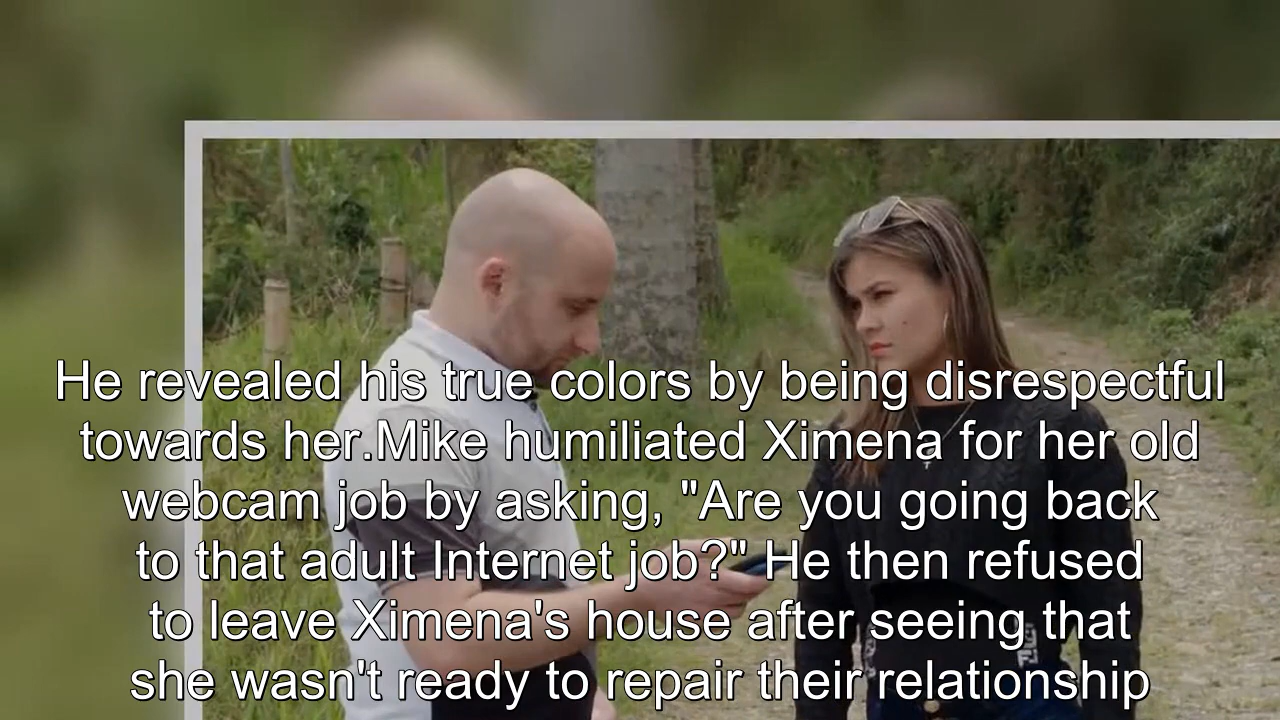 He revealed his true colors by being disrespectful
towards her.Mike humiliated Ximena for her old
webcam job by asking, "Are you going back
to that adult Internet job?" He then refused
to leave Ximena's house after seeing that
she wasn't ready to repair their relationship